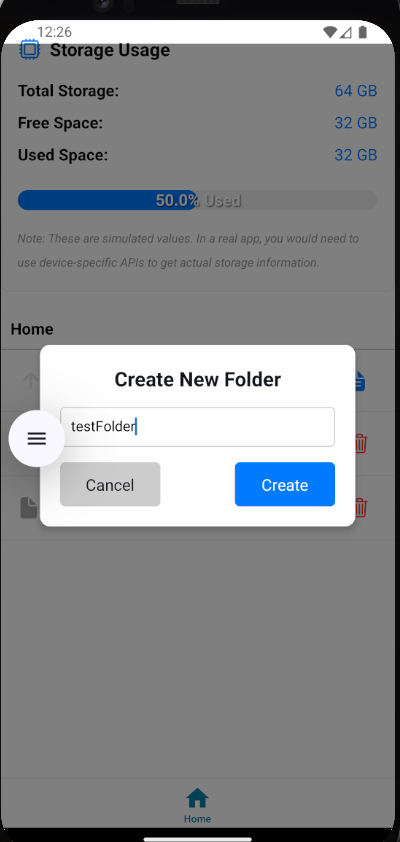 12:26
Storage Usage
Total Storage: 64 GB
Free Space: 32 GB
Used Space: 32 GB
50.0% Used
Note: These are simulated values. In a real app, you would need to
use device-specific APIs to get actual storage information.
Home
Create New Folder
testFolder
Cancel Create
Home